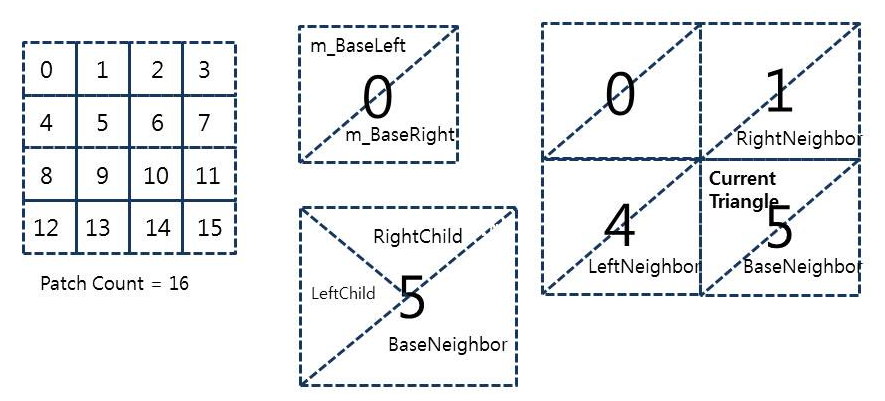 0 1 2 3
4 5 6 7
8 9 10 11
12 13 14 15
Patch Count = 16
m_BaseLeft
0
m_BaseRight
RightChild
LeftChild
5
BaseNeighbor
0
1
RightNeighbor
4
LeftNeighbor
Current
Triangle
5
BaseNeighbor